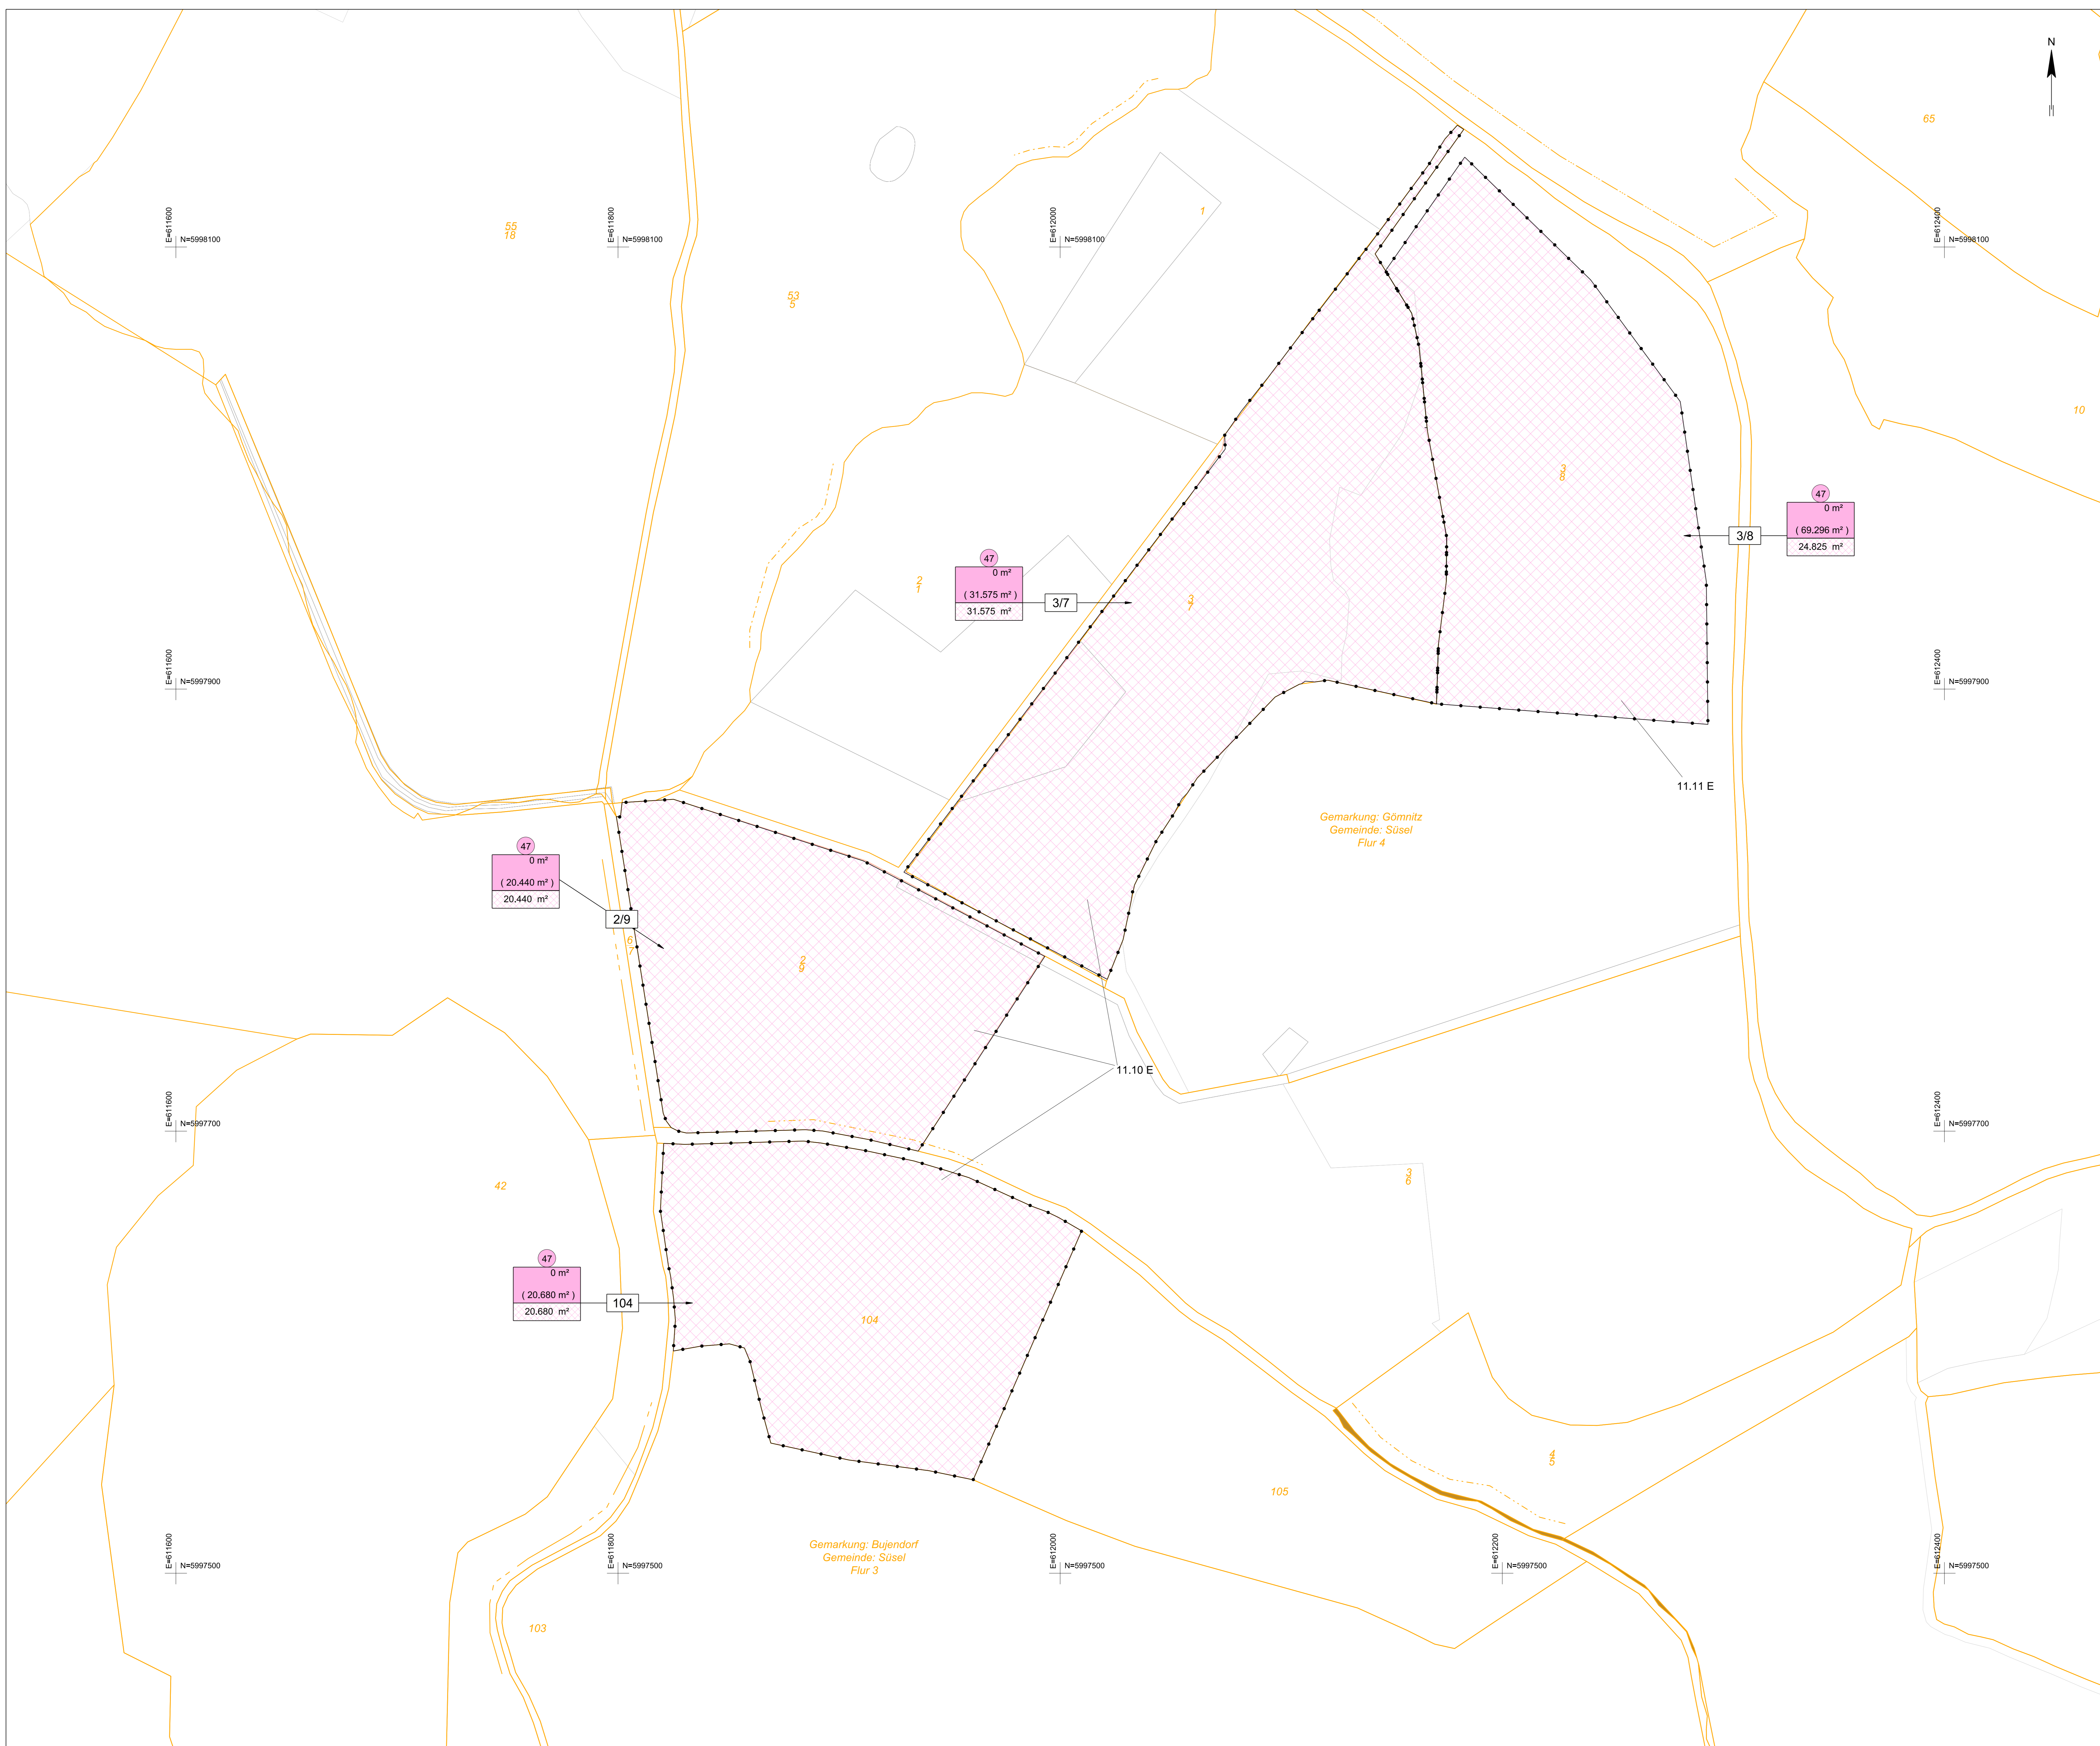 N
65
55
18
1
E=611600
N=5998100
E=611800
N=5998100
E=612000
N=5998100
E=612400
N=5998100
53
5
10
3
8
47
0 m²
( 69.296 m² )
24.825 m²
3/8
47
0 m²
( 31.575 m² )
31.575 m²
3/7
2
1
3
7
E=611600
N=5997900
E=612400
N=5997900
11.11 E
Gemarkung: Gömnitz
Gemeinde: Süsel
Flur 4
47
0 m²
( 20.440 m² )
20.440 m²
2/9
6
7
2
9
11.10 E
E=611600
N=5997700
E=612400
N=5997700
42
3
6
47
0 m²
( 20.680 m² )
20.680 m²
104
104
4
5
105
Gemarkung: Bujendorf
Gemeinde: Süsel
Flur 3
E=611600
N=5997500
E=611800
N=5997500
E=612000
N=5997500
E=612200
N=5997500
E=612400
N=5997500
103